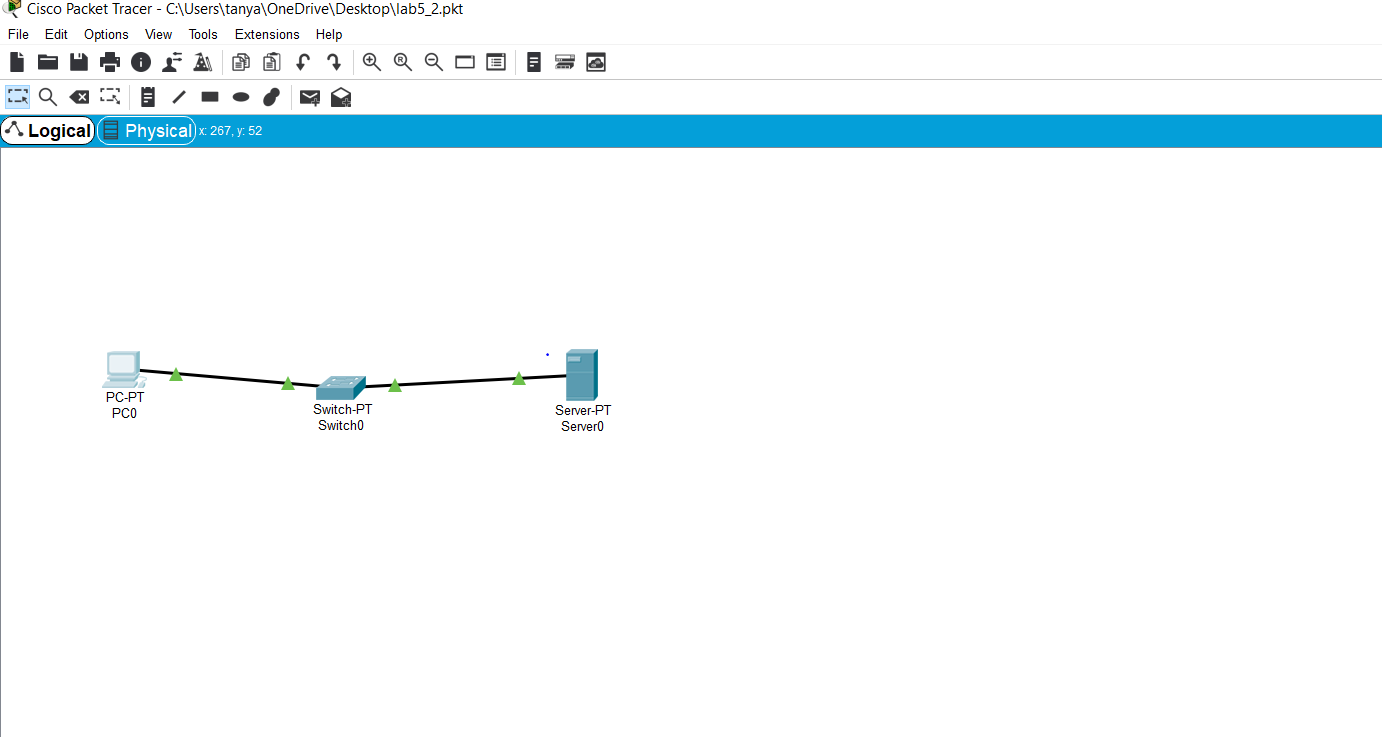 Cisco Packet Tracer - C:\Users\tanya\OneDrive\Desktop\lab5_2.pkt
File Edit Options View Tools Extensions Help
Logical Physical x: 267, y: 52
PC-PT
PC0
Switch-PT
Switch0
Server-PT
Server0